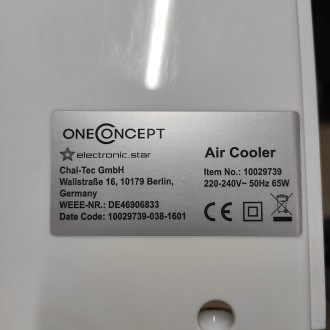 ONECONCEPT
electronic.star
Chal-Tec GmbH
Wallstraße 16, 10179 Berlin,
Germany
WEEE-NR.: DE46906833
Date Code: 10029739-038-1601
Air Cooler
Item No.: 10029739
220-240V~ 50Hz 65W
CE